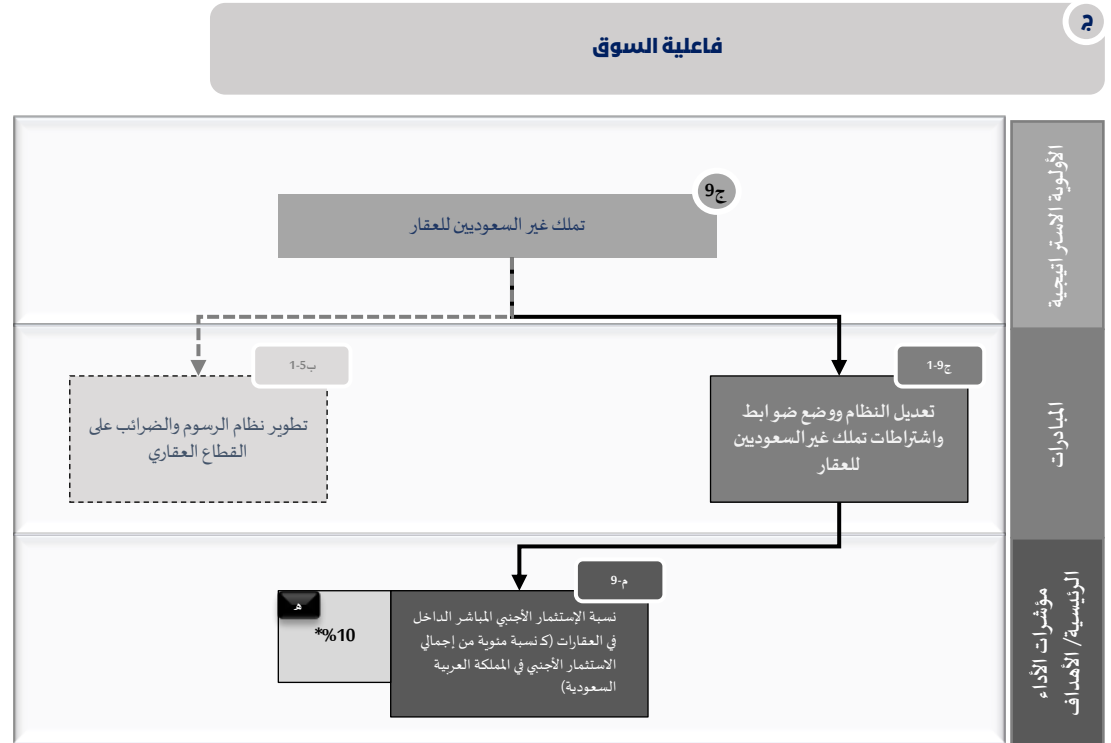 ج
فاعلية السوق
الأولوية الاستراتيجية
ج9
تملك غير السعوديين للعقار
المبادرات
ج9-1
تعديل النظام ووضع ضوابط
واشتراطات تملك غير السعوديين
للعقار
ب5-1
تطوير نظام الرسوم والضرائب على
القطاع العقاري
مؤشرات الأداء
الرئيسية/ الأهداف
م-9
نسبة الإستثمار الأجنبي المباشر الداخل
في العقارات (كنسبة مئوية من إجمالي
الاستثمار الأجنبي في المملكة العربية
السعودية)
هـ
%10*